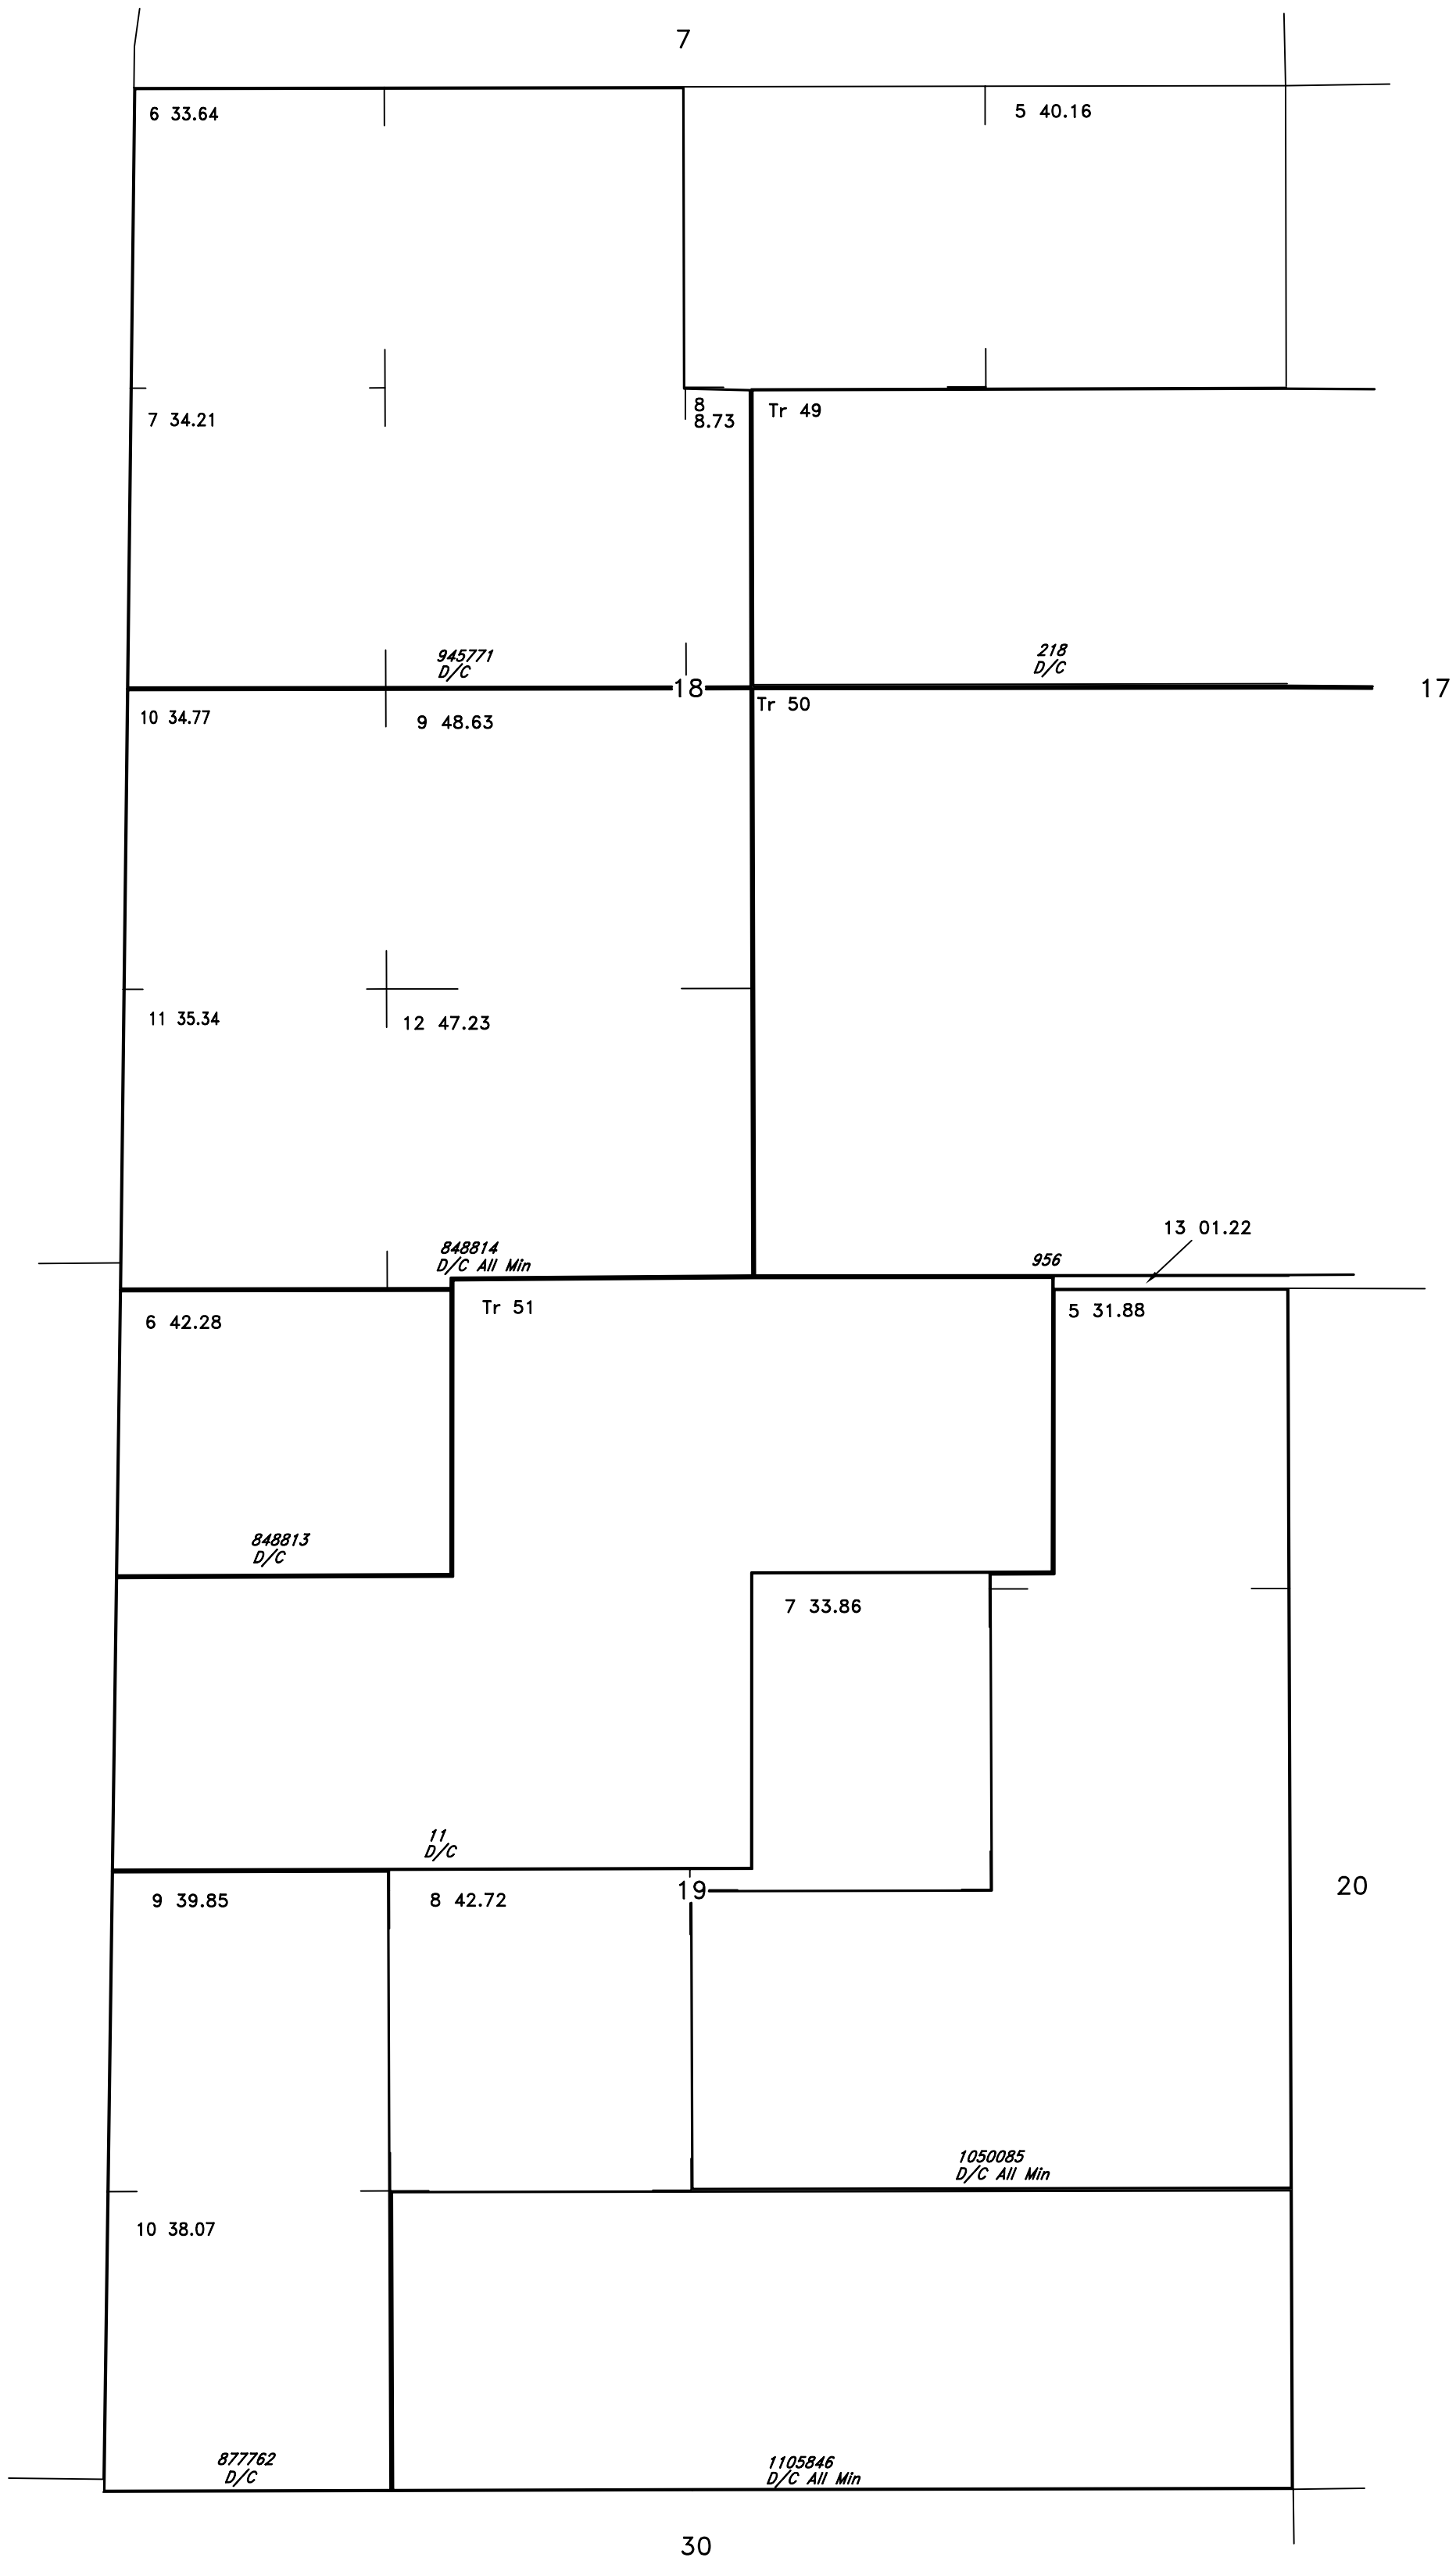 7
6 33.64
5 40.16
7 34.21
8
8.73
Tr 49
945771
D/C
218
D/C
18
17
10 34.77
9 48.63
Tr 50
11 35.34
12 47.23
848814
D/C All Min
956
13 01.22
6 42.28
Tr 51
5 31.88
848813
D/C
7 33.86
11
D/C
19
20
9 39.85
8 42.72
1050085
D/C All Min
10 38.07
877762
D/C
1105846
D/C All Min
30